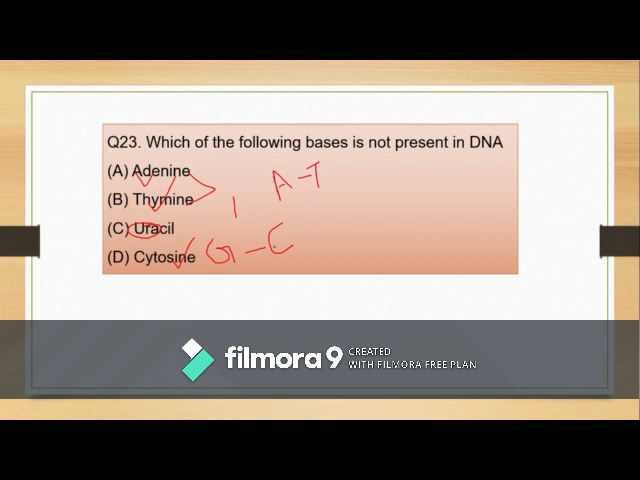 Q23. Which of the following bases is not present in DNA
(A) Adenine
A-T
(B) Thymine
(C) Uracil
(D) Cytosine
G-C
filmora 9
CREATED
WITH FILMORA FREE PLAN